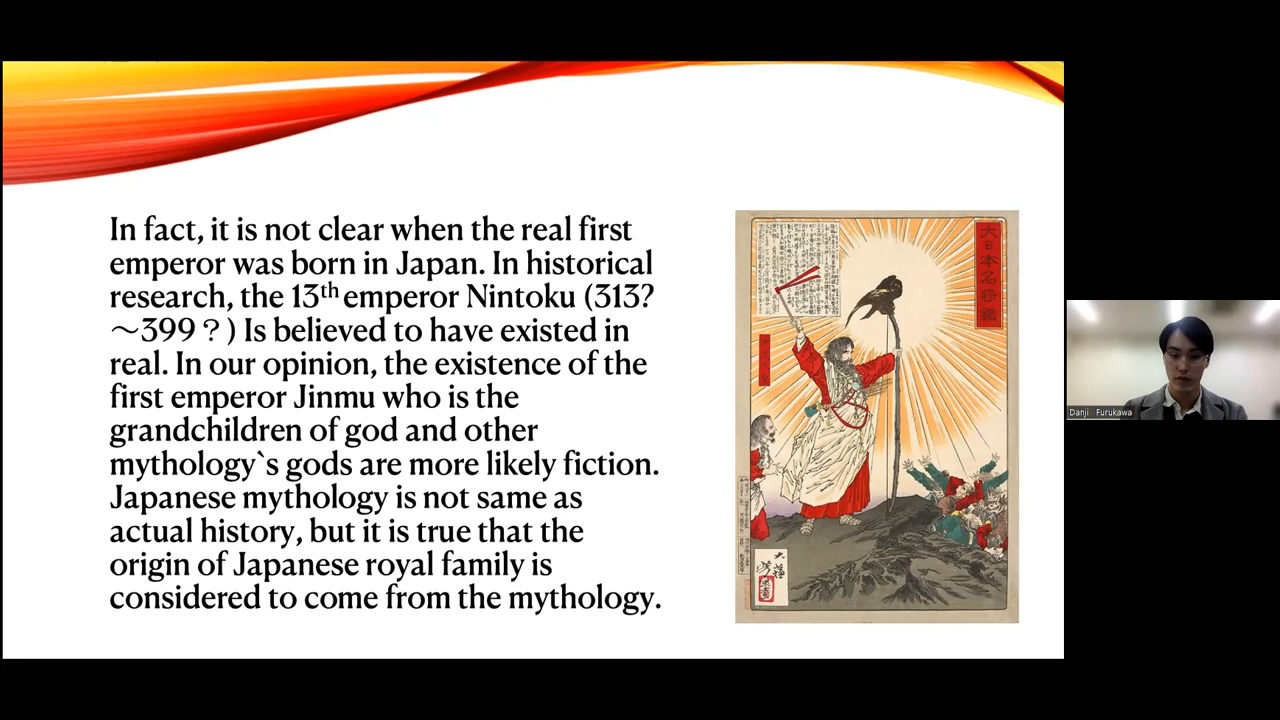 In fact, it is not clear when the real first
emperor was born in Japan. In historical
research, the 13th emperor Nintoku (313?
～399？) Is believed to have existed in
real. In our opinion, the existence of the
first emperor Jinmu who is the
grandchildren of god and other
mythology`s gods are more likely fiction.
Japanese mythology is not same as
actual history, but it is true that the
origin of Japanese royal family is
considered to come from the mythology.
大日本名将鑑
Danji Furukawa